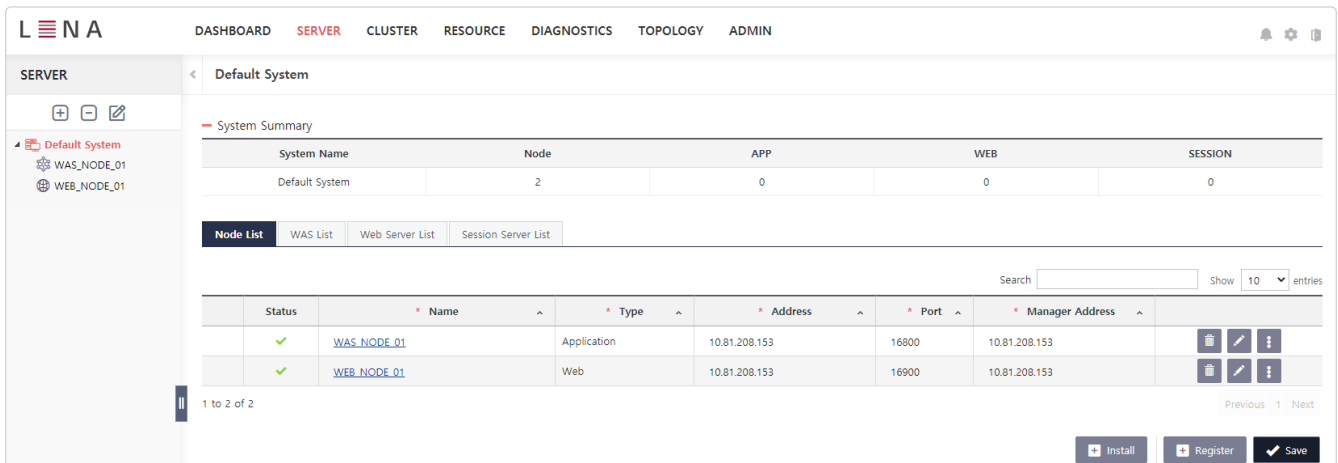 LENA
DASHBOARD SERVER CLUSTER RESOURCE DIAGNOSTICS TOPOLOGY ADMIN
SERVER
Default System
Default System
WAS_NODE_01
WEB_NODE_01
System Summary
System Name Node APP WEB SESSION
Default System 2 0 0 0
Node List WAS List Web Server List Session Server List
Search Show 10 entries
Status * Name * Type * Address * Port * Manager Address
WAS_NODE_01 Application 10.81.208.153 16800 10.81.208.153
WEB_NODE_01 Web 10.81.208.153 16900 10.81.208.153
1 to 2 of 2 Previous 1 Next
Install Register Save